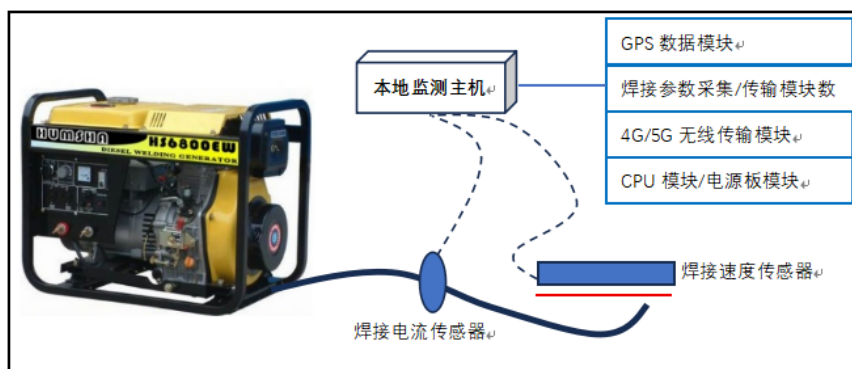 GPS 数据模块
本地监测主机
焊接参数采集/传输模块数
4G/5G 无线传输模块
CPU 模块/电源板模块
HUMSHA
HS6800EW
DIESEL WELDING GENERATOR
焊接速度传感器
焊接电流传感器